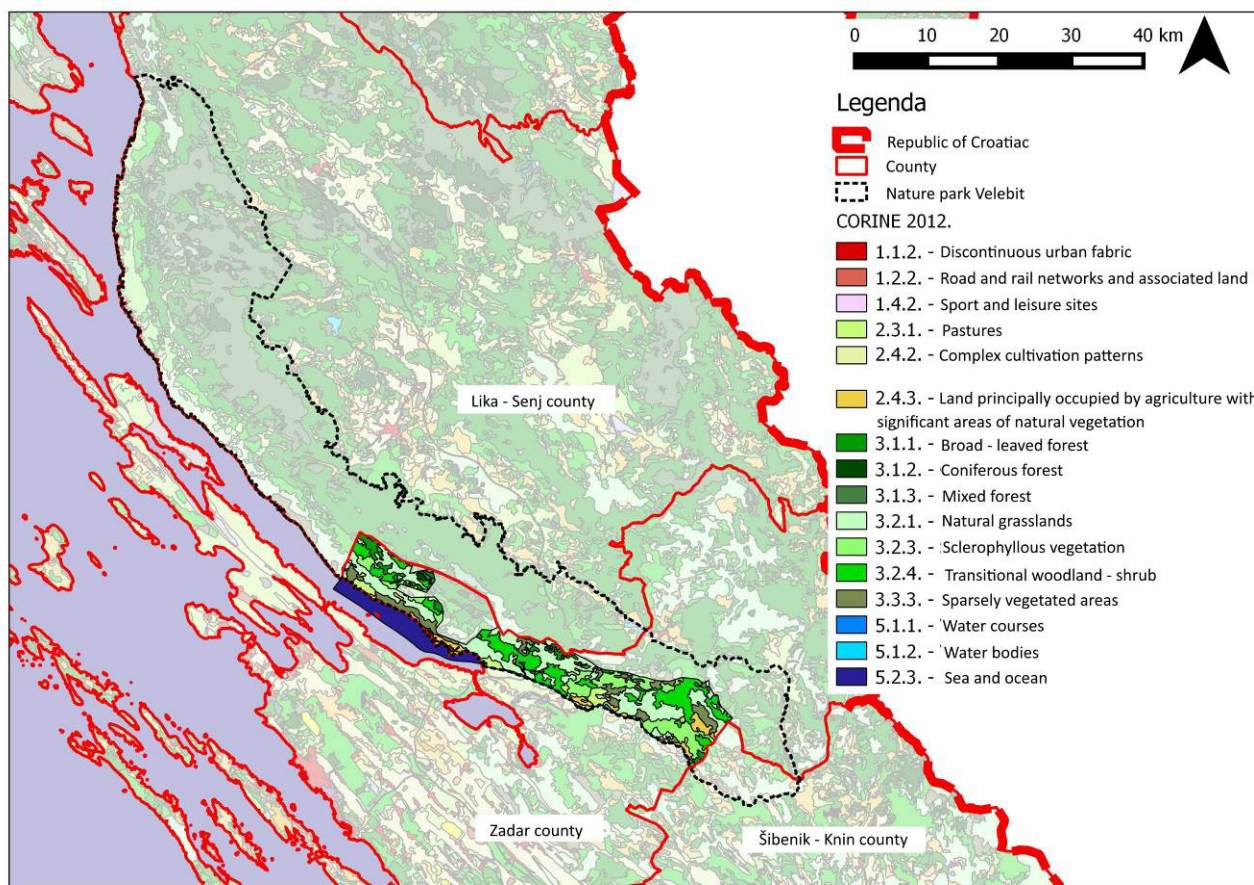 0 10 20 30 40 km
Legenda
Republic of Croatiac
County
Nature park Velebit
CORINE 2012.
1.1.2. - Discontinuous urban fabric
1.2.2. - Road and rail networks and associated land
1.4.2. - Sport and leisure sites
2.3.1. - Pastures
2.4.2. - Complex cultivation patterns
2.4.3. - Land principally occupied by agriculture with
significant areas of natural vegetation
3.1.1. - Broad - leaved forest
3.1.2. - Coniferous forest
3.1.3. - Mixed forest
3.2.1. - Natural grasslands
3.2.3. - Sclerophyllous vegetation
3.2.4. - Transitional woodland - shrub
3.3.3. - Sparsely vegetated areas
5.1.1. - Water courses
5.1.2. - Water bodies
5.2.3. - Sea and ocean
Lika - Senj county
Zadar county
Šibenik - Knin county